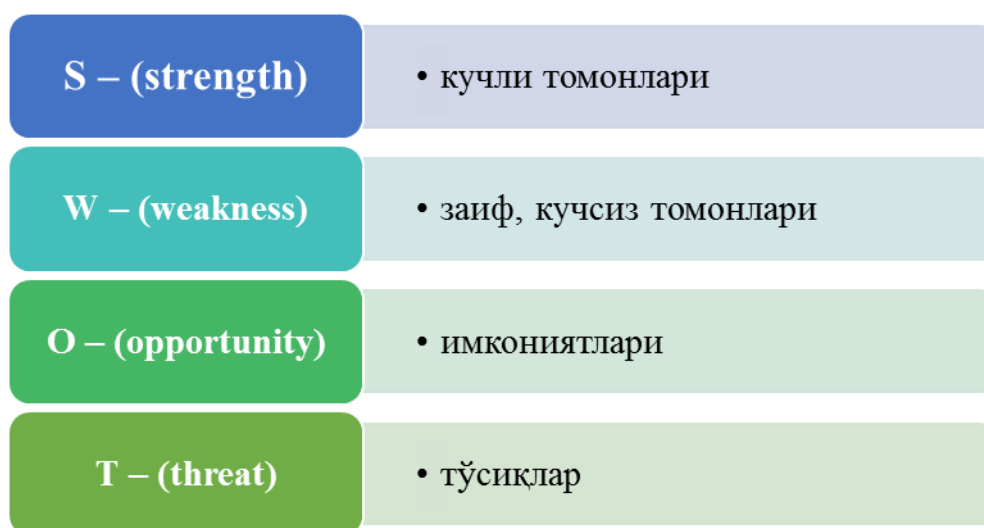 S – (strength)
• кучли томонлари
W – (weakness)
• заиф, кучсиз томонлари
O – (opportunity)
• имкониятлари
T – (threat)
• тўсиқлар